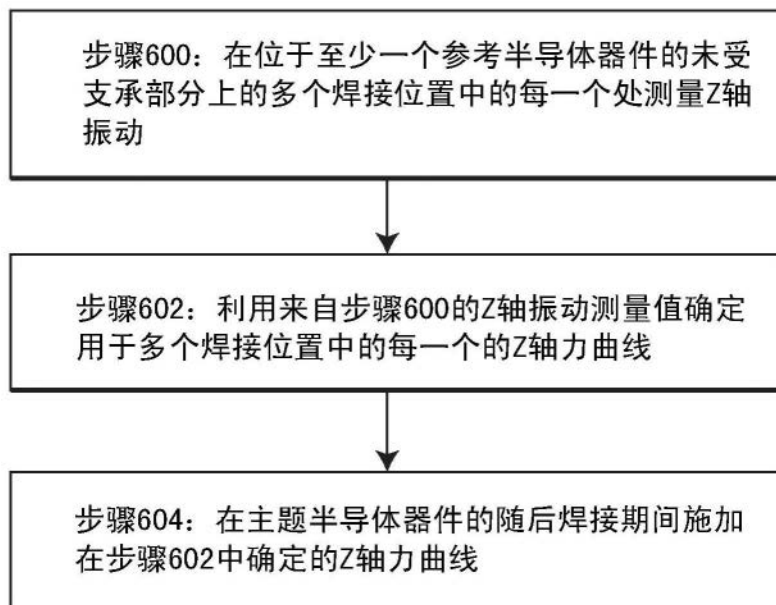 步骤600：在位于至少一个参考半导体器件的未受
支承部分上的多个焊接位置中的每一个处测量Z轴
振动
步骤602：利用来自步骤600的Z轴振动测量值确定
用于多个焊接位置中的每一个的Z轴力曲线
步骤604：在主题半导体器件的随后焊接期间施加
在步骤602中确定的Z轴力曲线